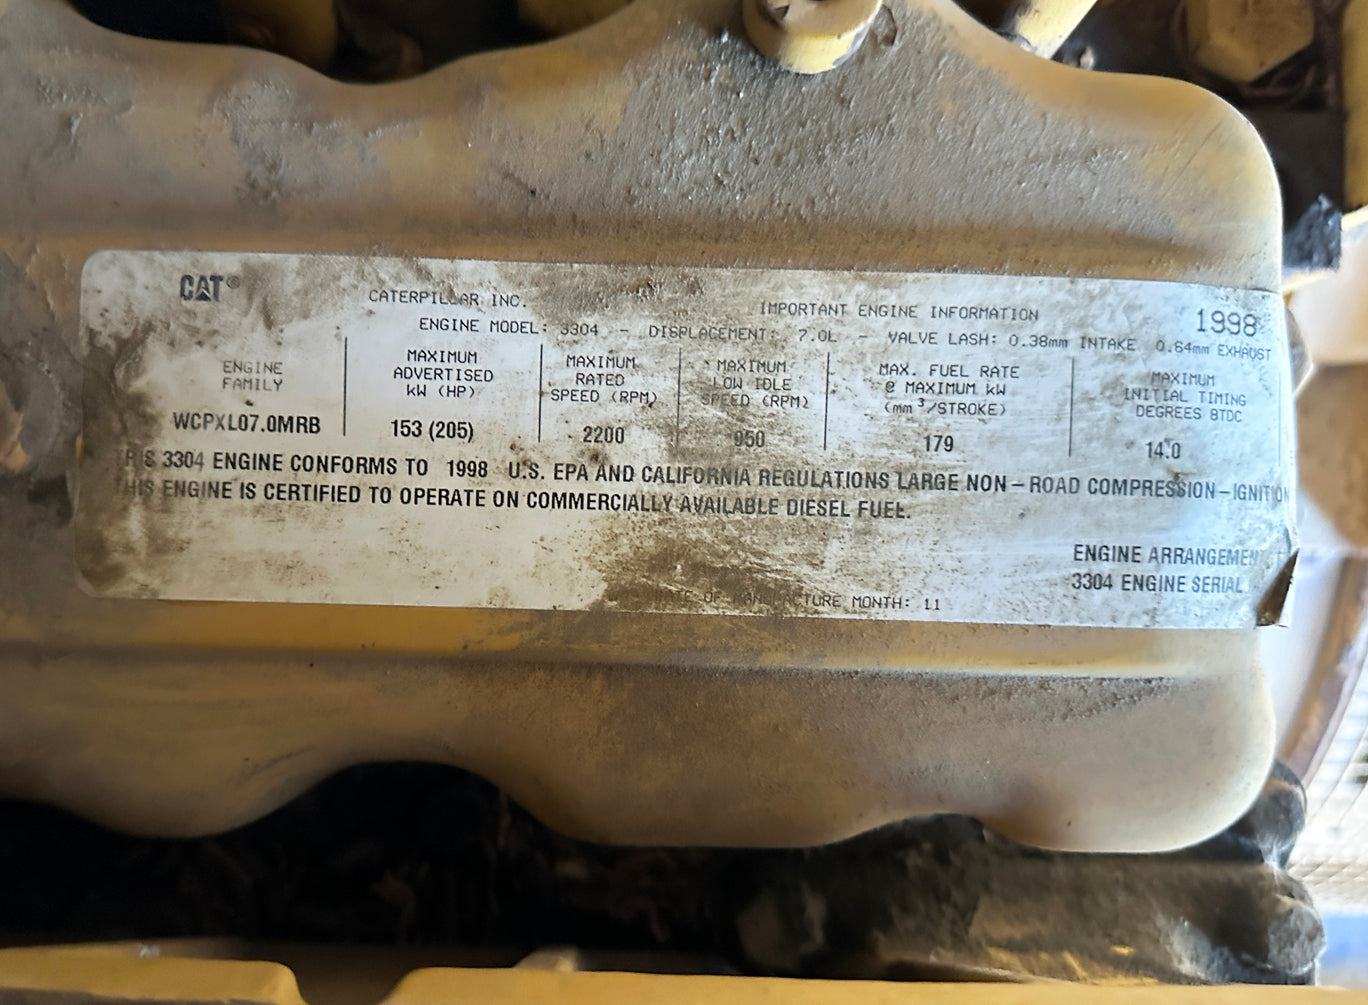 CAT®
CATERPILLAR INC.
IMPORTANT ENGINE INFORMATION
1998
ENGINE MODEL: 3304 - DISPLACEMENT: 7.0L - VALVE LASH: 0.38mm INTAKE 0.64mm EXHAUST
ENGINE
FAMILY
WCPXL07.0MRB
MAXIMUM
ADVERTISED
kW (HP)
153 (205)
MAXIMUM
RATED
SPEED (RPM)
2200
MAXIMUM
LOW IDLE
SPEED (RPM)
950
MAX. FUEL RATE
@ MAXIMUM kW
(mm³/STROKE)
179
MAXIMUM
INITIAL TIMING
DEGREES BTDC
14.0
THIS 3304 ENGINE CONFORMS TO 1998 U.S. EPA AND CALIFORNIA REGULATIONS LARGE NON-ROAD COMPRESSION-IGNITION
THIS ENGINE IS CERTIFIED TO OPERATE ON COMMERCIALLY AVAILABLE DIESEL FUEL.
ENGINE ARRANGEMENT
3304 ENGINE SERIAL
DATE OF MANUFACTURE MONTH: 11